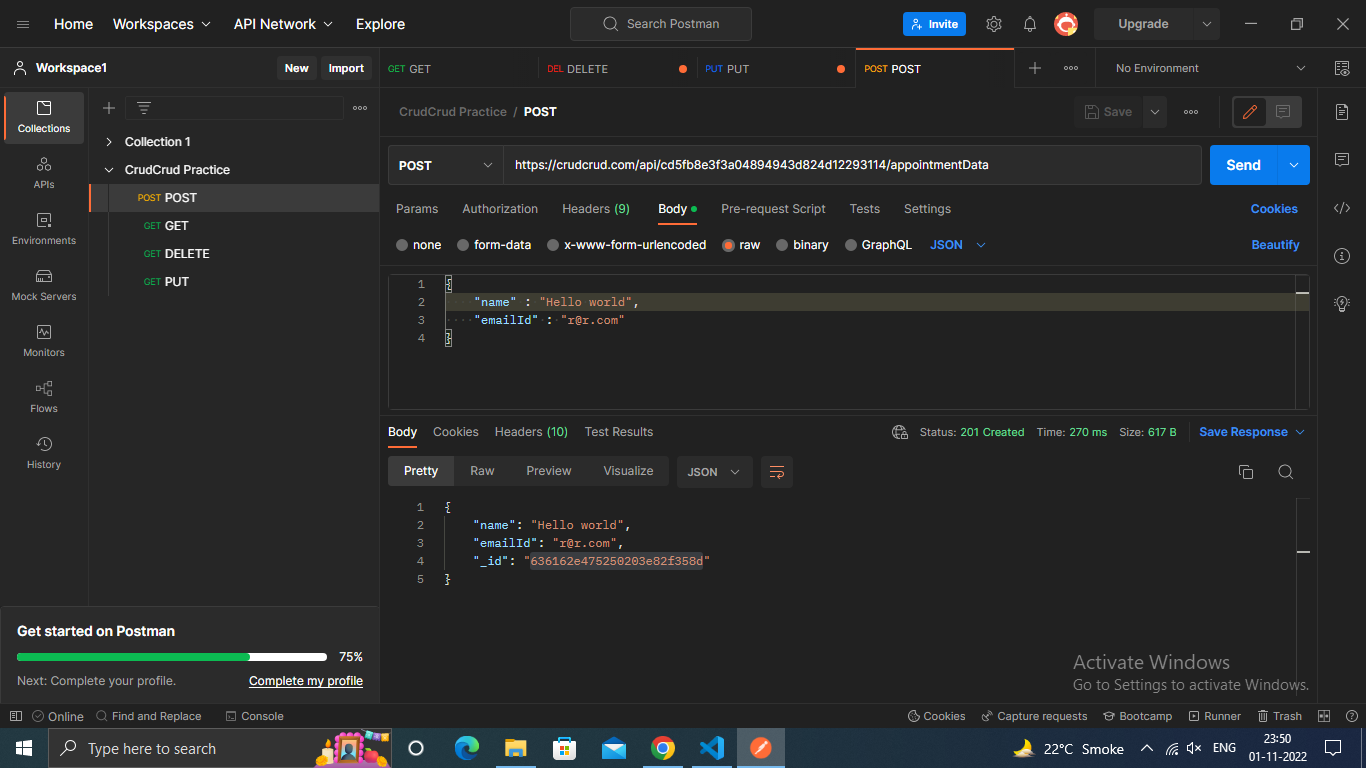 Home Workspaces API Network Explore Search Postman Invite Upgrade
Workspace1 New Import
GET GET DEL DELETE PUT PUT POST POST No Environment
Collections
APIs
Environments
Mock Servers
Monitors
Flows
History
Collection 1
CrudCrud Practice
POST POST
GET GET
GET DELETE
GET PUT
CrudCrud Practice / POST Save
POST https://crudcrud.com/api/cd5fb8e3f3a04894943d824d12293114/appointmentData Send
Params Authorization Headers (9) Body Pre-request Script Tests Settings Cookies
none form-data x-www-form-urlencoded raw binary GraphQL JSON Beautify
1 {
2 "name" : "Hello world",
3 "emailId" : "r@r.com"
4 }
Body Cookies Headers (10) Test Results Status: 201 Created Time: 270 ms Size: 617 B Save Response
Pretty Raw Preview Visualize JSON
1 {
2 "name": "Hello world",
3 "emailId": "r@r.com",
4 "_id": "636162e475250203e82f358d"
5 }
Get started on Postman
75%
Next: Complete your profile. Complete my profile
Activate Windows
Go to Settings to activate Windows.
Online Find and Replace Console Cookies Capture requests Bootcamp Runner Trash
Type here to search 22°C Smoke ENG 23:50
01-11-2022